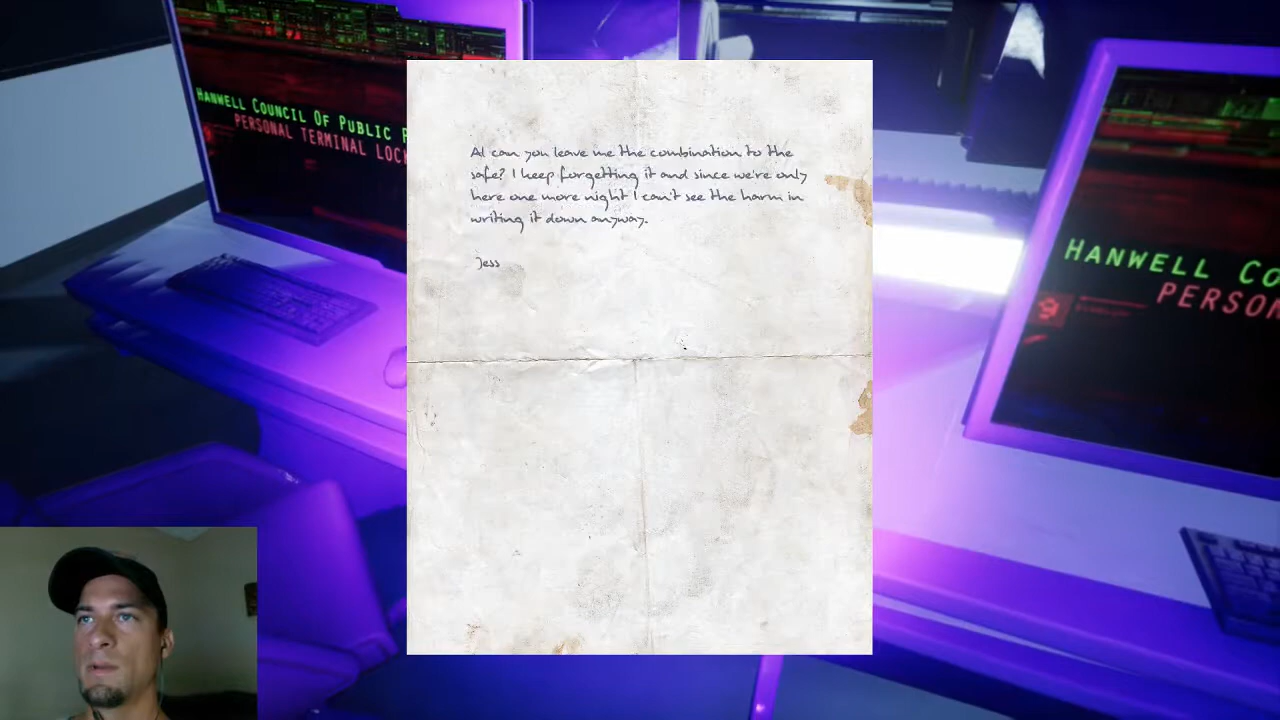 HANWELL COUNCIL OF PUBLIC
PERSONAL TERMINAL LOCK
Al can you leave me the combination to the
safe? I keep forgetting it and since we're only
here one more night I can't see the harm in
writing it down anyway.
Jess
HANWELL CO
PERSON